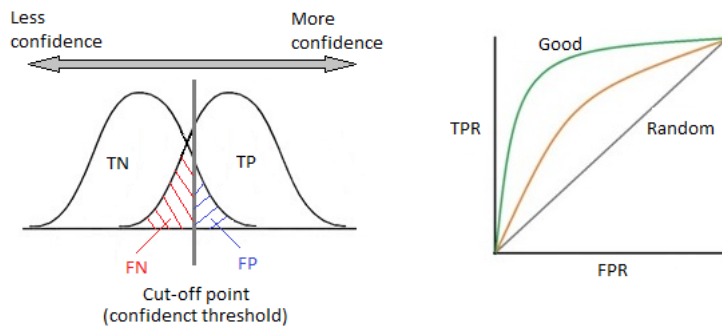 Less
confidence
More
confidence
TN
TP
FN
FP
Cut-off point
(confidenct threshold)
Good
TPR
Random
FPR